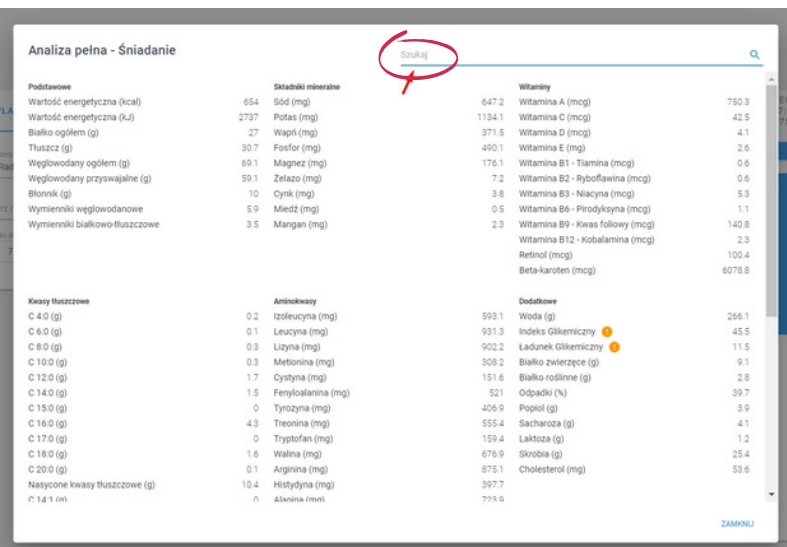 Analiza pełna - Śniadanie
Szukaj
Podstawowe
Wartość energetyczna (kcal) 654
Wartość energetyczna (kJ) 2737
Białko ogółem (g) 27
Tłuszcz (g) 30.7
Węglowodany ogółem (g) 69.1
Węglowodany przyswajalne (g) 59.1
Błonnik (g) 10
Wymienniki węglowodanowe 5.9
Wymienniki białkowo-tłuszczowe 3.5
Składniki mineralne
Sód (mg) 647.2
Potas (mg) 1134.1
Wapń (mg) 371.5
Fosfor (mg) 490.1
Magnez (mg) 176.1
Żelazo (mg) 7.2
Cynk (mg) 3.8
Miedź (mg) 0.5
Mangan (mg) 2.3
Witaminy
Witamina A (mcg) 750.3
Witamina C (mcg) 42.5
Witamina D (mcg) 4.1
Witamina E (mg) 2.6
Witamina B1 - Tiamina (mcg) 0.6
Witamina B2 - Ryboflawina (mcg) 0.6
Witamina B3 - Niacyna (mcg) 5.3
Witamina B6 - Pirodyksyna (mcg) 1.1
Witamina B9 - Kwas foliowy (mcg) 140.8
Witamina B12 - Kobalamina (mcg) 2.3
Retinol (mcg) 100.4
Beta-karoten (mcg) 6078.8
Kwasy tłuszczowe
C 4:0 (g) 0.2
C 6:0 (g) 0.1
C 8:0 (g) 0.3
C 10:0 (g) 0.3
C 12:0 (g) 1.7
C 14:0 (g) 1.5
C 15:0 (g) 0
C 16:0 (g) 4.3
C 17:0 (g) 0
C 18:0 (g) 1.6
C 20:0 (g) 0.1
Nasycone kwasy tłuszczowe (g) 10.4
C 14:1 (g) 0
Aminokwasy
Izoleucyna (mg) 593.1
Leucyna (mg) 931.3
Lizyna (mg) 902.2
Metionina (mg) 308.2
Cystyna (mg) 151.6
Fenyloalanina (mg) 521
Tyrozyna (mg) 406.9
Treonina (mg) 555.4
Tryptofan (mg) 159.4
Walina (mg) 676.9
Arginina (mg) 875.1
Histydyna (mg) 397.7
Alanina (mg) 723.9
Dodatkowe
Woda (g) 266.1
Indeks Glikemiczny 45.5
Ładunek Glikemiczny 11.5
Białko zwierzęce (g) 9.1
Białko roślinne (g) 2.8
Odpadki (%) 39.7
Popiol (g) 3.9
Sacharoza (g) 4.1
Laktoza (g) 1.2
Skrobia (g) 25.4
Cholesterol (mg) 53.6
ZAMKNIJ